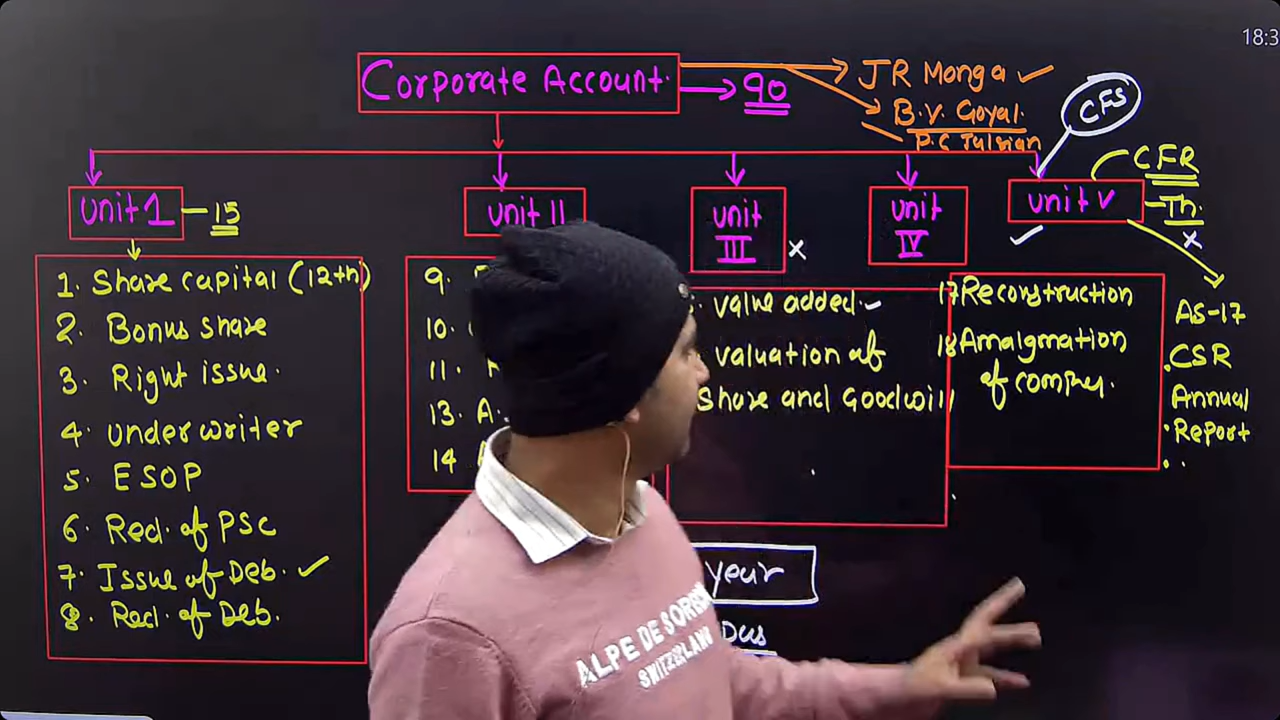 18:3
Corporate Account.
90
JR Monga
B.V. Goyal.
P.C Tulsian
CFS
CFR
Th.
x
unit 1
15
unit II
unit
III
x
unit
IV
unit V
1. Share capital (12th)
2. Bonus share
3. Right issue.
4. underwriter
5. ESOP
6. Red. of PSC
7. Issue of Deb.
8. Red. of Deb.
9.
10.
11.
13. A.
14
value added
valuation of
Share and Goodwill
17 Reconstruction
18 Amalgmation
of
AS-17
CSR
Annual
Report
year
ALPE DE
SWITZERLAND